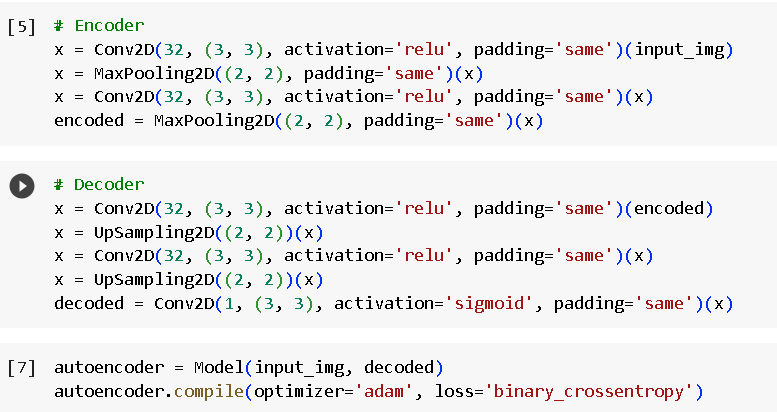 [5] # Encoder
x = Conv2D(32, (3, 3), activation='relu', padding='same')(input_img)
x = MaxPooling2D((2, 2), padding='same')(x)
x = Conv2D(32, (3, 3), activation='relu', padding='same')(x)
encoded = MaxPooling2D((2, 2), padding='same')(x)
# Decoder
x = Conv2D(32, (3, 3), activation='relu', padding='same')(encoded)
x = UpSampling2D((2, 2))(x)
x = Conv2D(32, (3, 3), activation='relu', padding='same')(x)
x = UpSampling2D((2, 2))(x)
decoded = Conv2D(1, (3, 3), activation='sigmoid', padding='same')(x)
[7] autoencoder = Model(input_img, decoded)
autoencoder.compile(optimizer='adam', loss='binary_crossentropy')